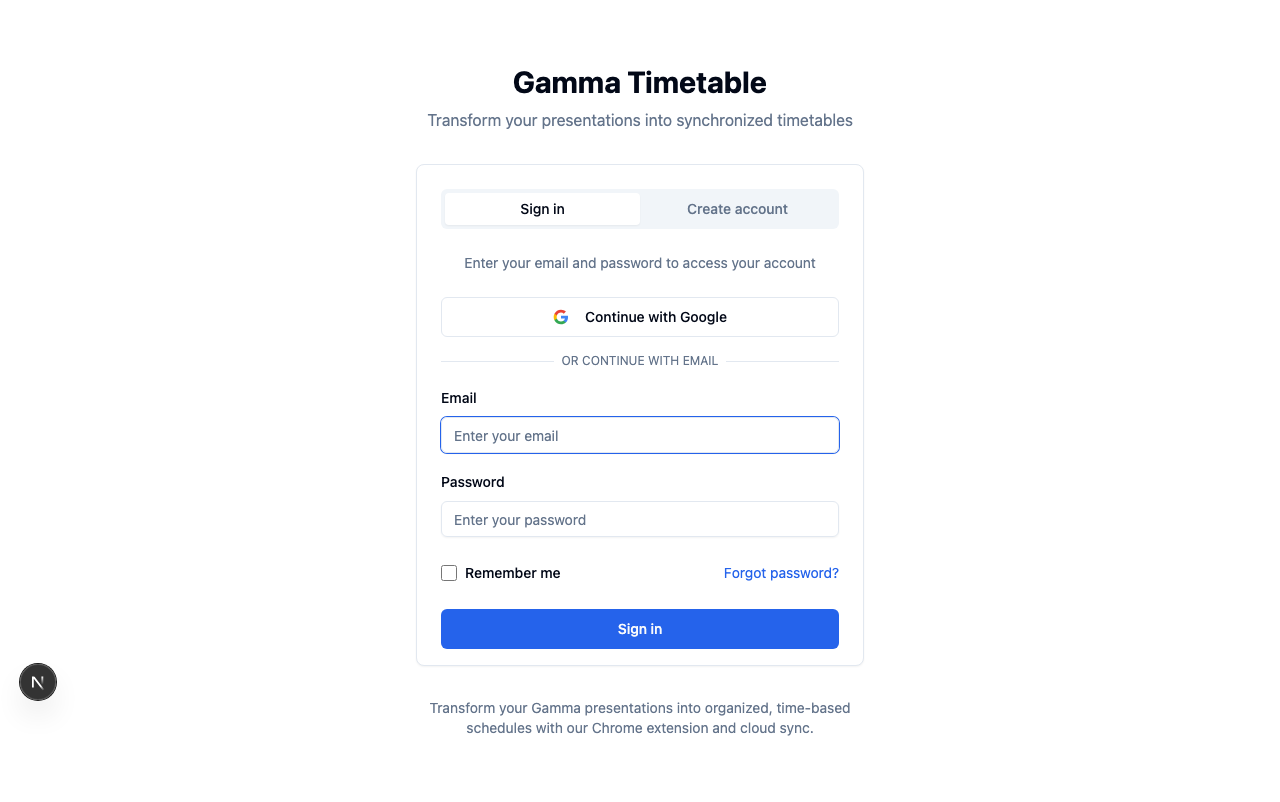 Gamma Timetable
Transform your presentations into synchronized timetables
Sign in
Create account
Enter your email and password to access your account
Continue with Google
OR CONTINUE WITH EMAIL
Email
Enter your email
Password
Enter your password
Remember me
Forgot password?
Sign in
N
Transform your Gamma presentations into organized, time-based
schedules with our Chrome extension and cloud sync.